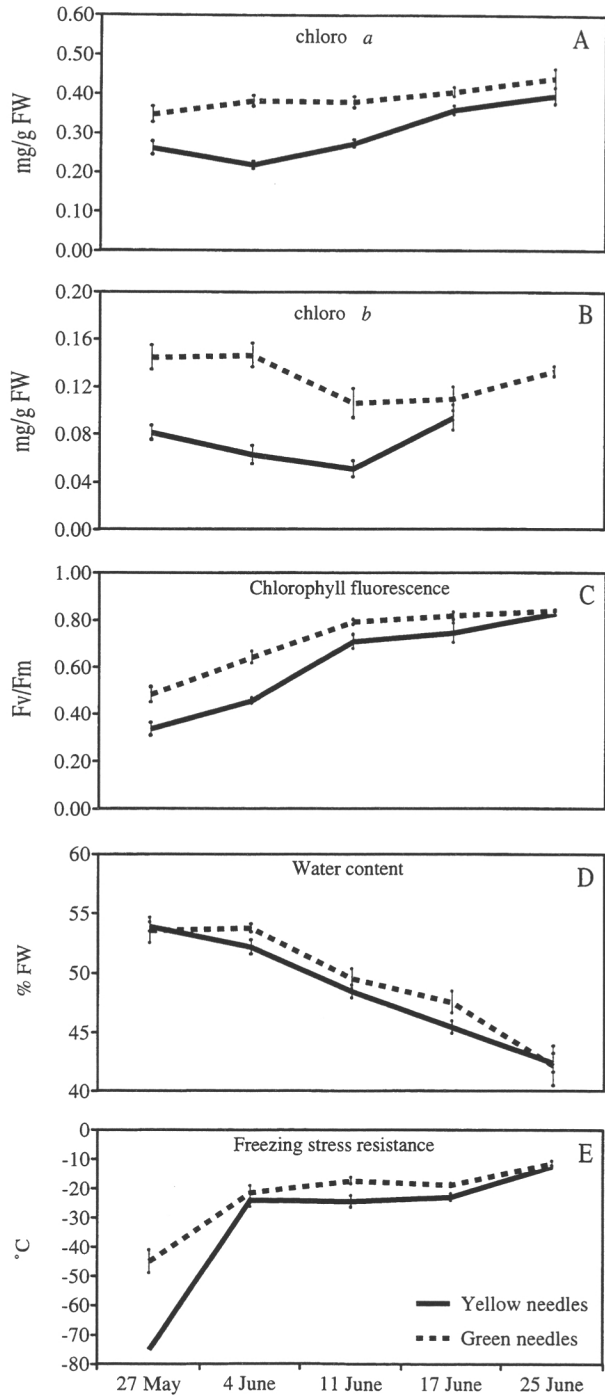 0.60
chloro a
A
0.40
mg/g FW
0.30
0.20
0.10
0.00
0.20
chloro b
B
0.16
mg/g FW
0.12
0.08
0.04
0.00
1.00
Chlorophyll fluorescence
C
0.80
Fv/Fm
0.60
0.40
0.20
0.00
60
Water content
D
55
% FW
50
45
40
0
Freezing stress resistance
E
-10
-20
-30
°C
-40
-50
-60
Yellow needles
-70
Green needles
-80
27 May 4 June 11 June 17 June 25 June